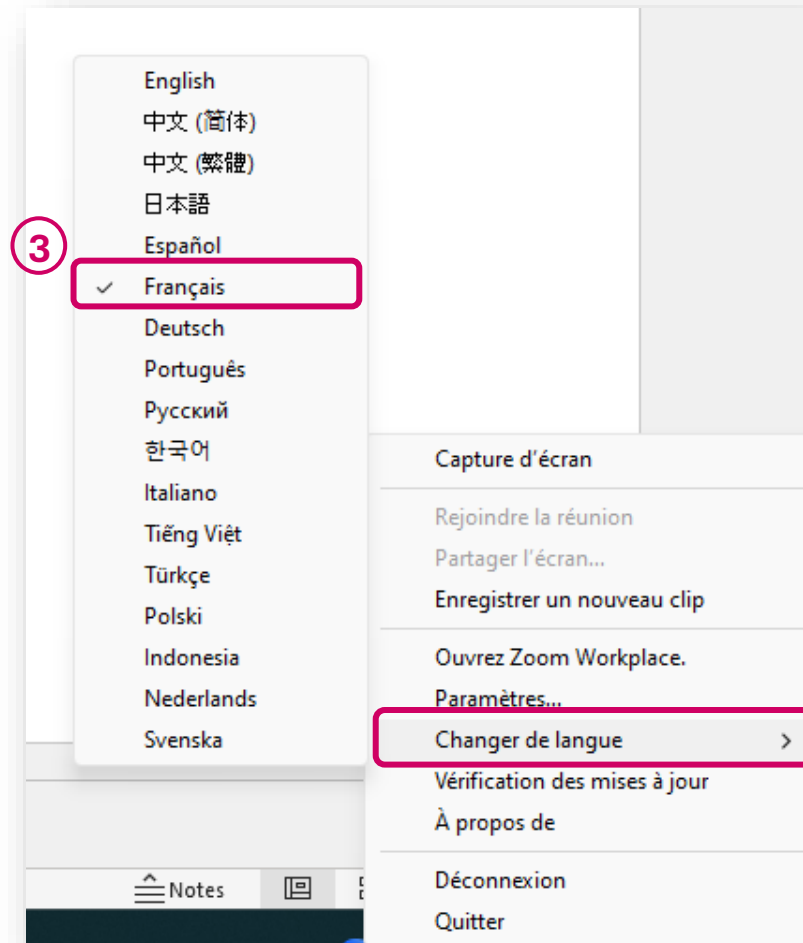 English
中文 (简体)
中文 (繁體)
日本語
3
Español
Français
Deutsch
Português
Русский
한국어
Italiano
Tiếng Việt
Türkçe
Polski
Indonesia
Nederlands
Svenska
Capture d'écran
Rejoindre la réunion
Partager l'écran...
Enregistrer un nouveau clip
Ouvrez Zoom Workplace.
Paramètres...
Changer de langue
Vérification des mises à jour
À propos de
Déconnexion
Quitter
Notes